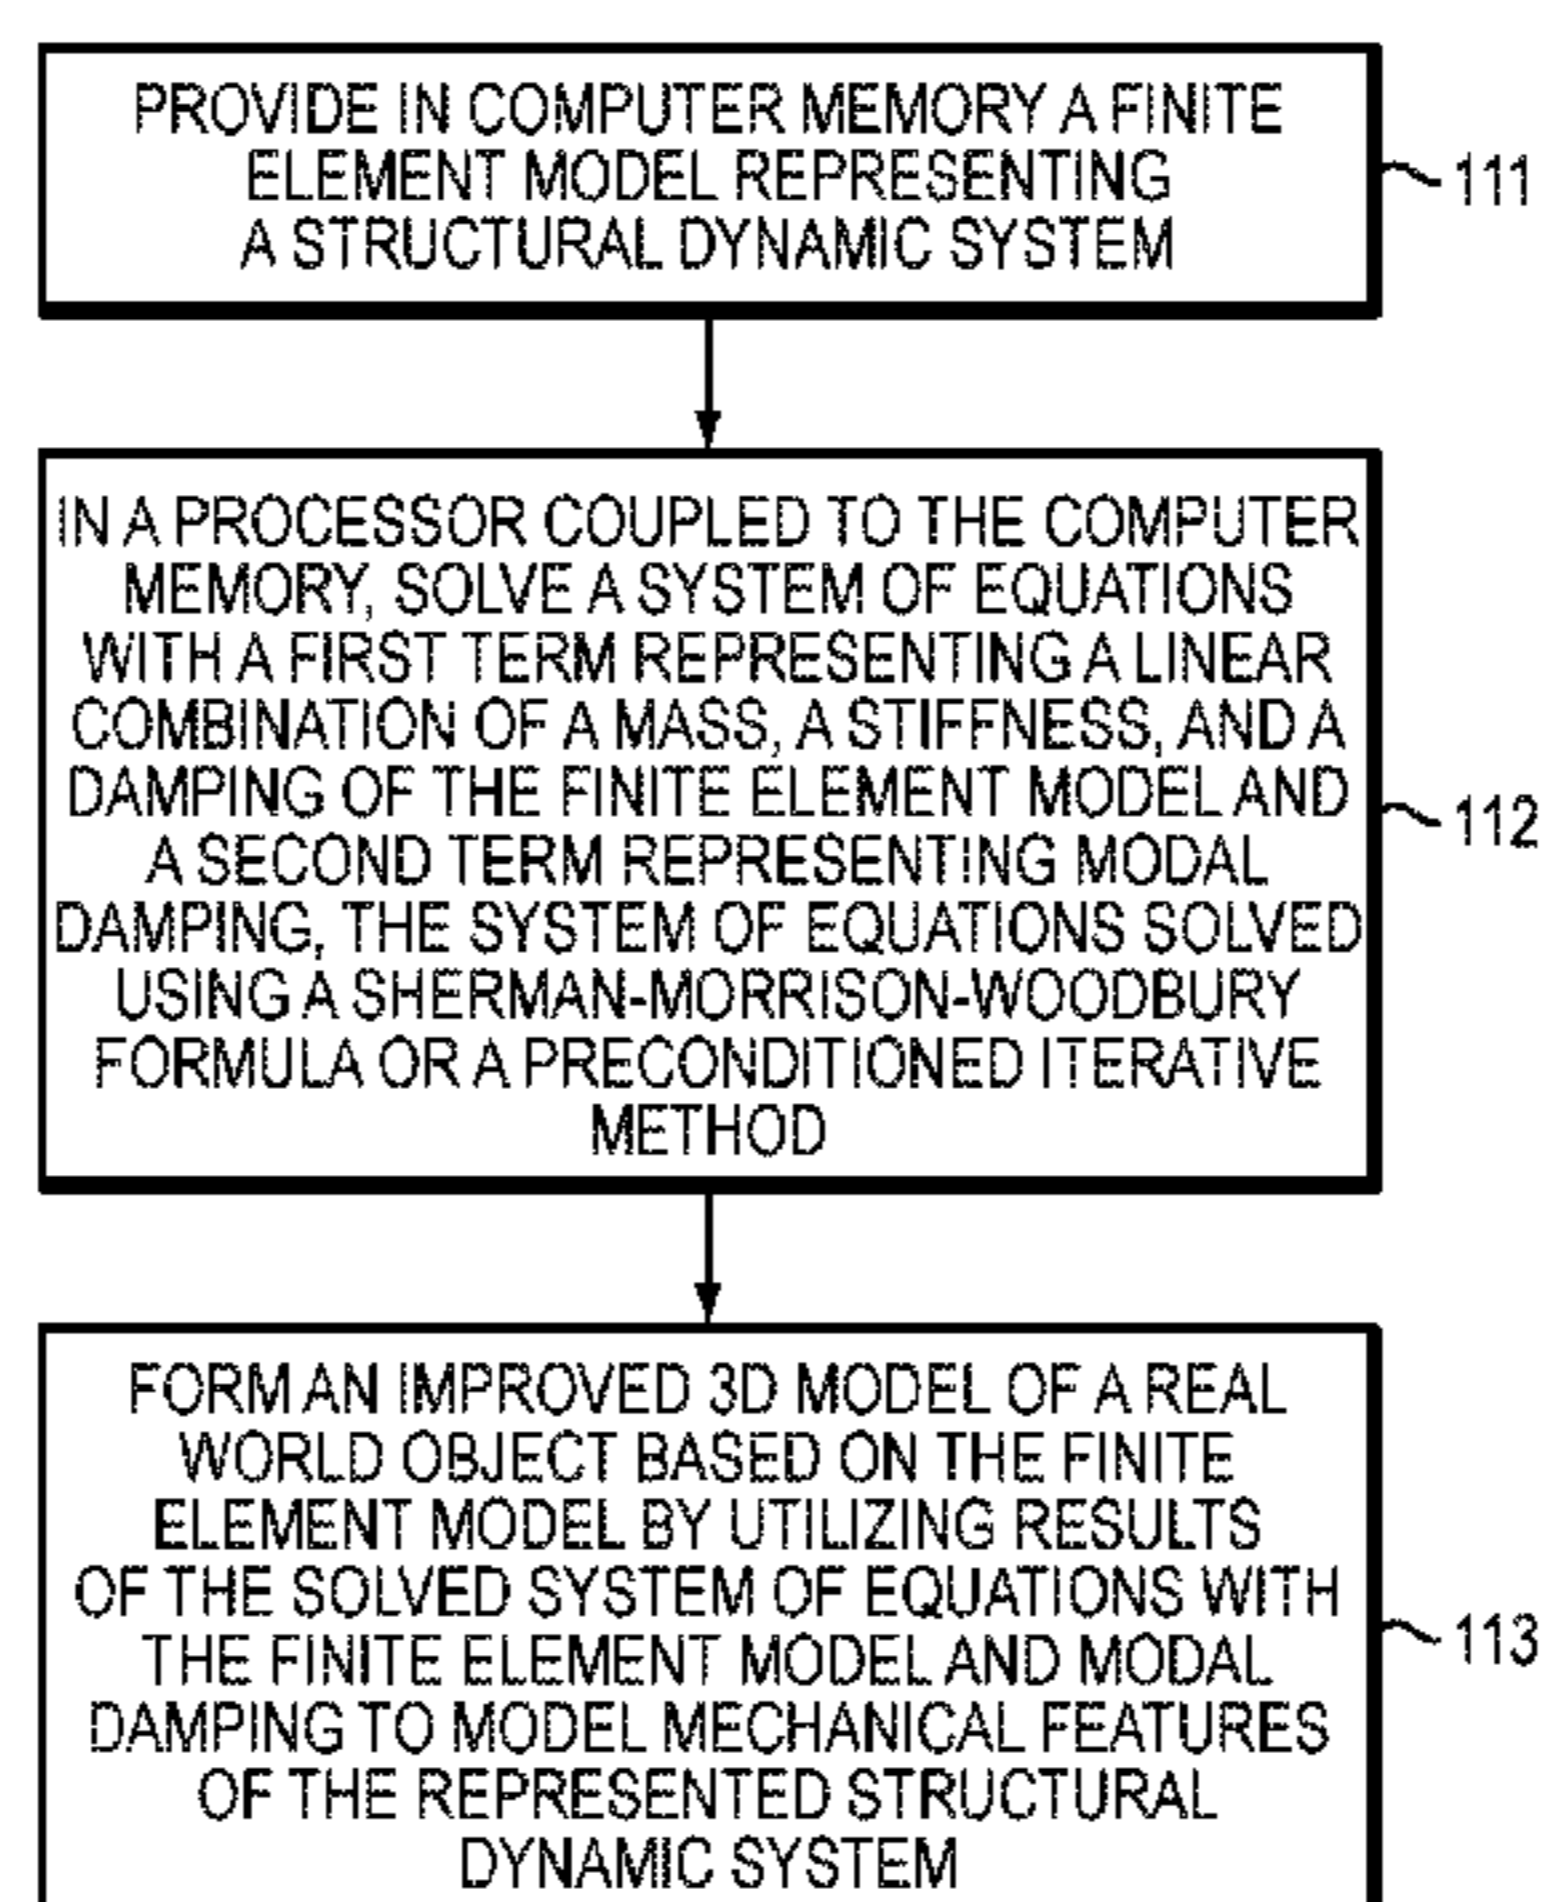 PROVIDE IN COMPUTER MEMORY A FINITE
ELEMENT MODEL REPRESENTING
A STRUCTURAL DYNAMIC SYSTEM
111
IN A PROCESSOR COUPLED TO THE COMPUTER
MEMORY, SOLVE A SYSTEM OF EQUATIONS
WITH A FIRST TERM REPRESENTING A LINEAR
COMBINATION OF A MASS, A STIFFNESS, AND A
DAMPING OF THE FINITE ELEMENT MODEL AND
A SECOND TERM REPRESENTING MODAL
DAMPING, THE SYSTEM OF EQUATIONS SOLVED
USING A SHERMAN-MORRISON-WOODBURY
FORMULA OR A PRECONDITIONED ITERATIVE
METHOD
112
FORM AN IMPROVED 3D MODEL OF A REAL
WORLD OBJECT BASED ON THE FINITE
ELEMENT MODEL BY UTILIZING RESULTS
OF THE SOLVED SYSTEM OF EQUATIONS WITH
THE FINITE ELEMENT MODEL AND MODAL
DAMPING TO MODEL MECHANICAL FEATURES
OF THE REPRESENTED STRUCTURAL
DYNAMIC SYSTEM
113